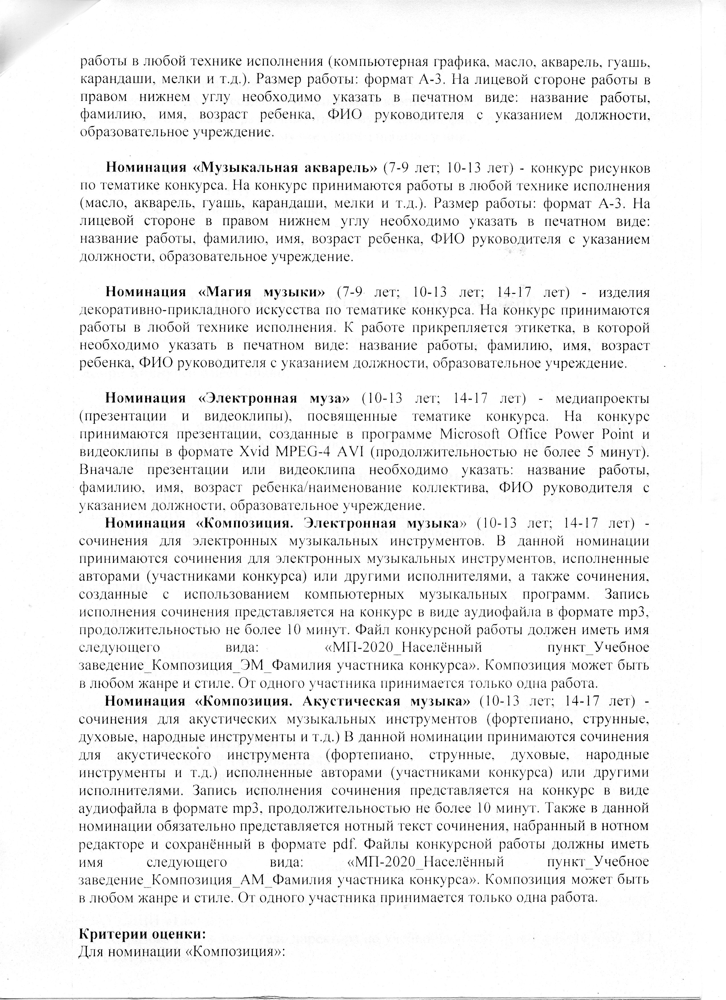 работы в любой технике исполнения (компьютерная графика, масло, акварель, гуашь,
карандаши, мелки и т.д.). Размер работы: формат А-3. На лицевой стороне работы в
правом нижнем углу необходимо указать в печатном виде: название работы,
фамилию, имя, возраст ребенка, ФИО руководителя с указанием должности,
образовательное учреждение.
Номинация «Музыкальная акварель» (7-9 лет; 10-13 лет) - конкурс рисунков
по тематике конкурса. На конкурс принимаются работы в любой технике исполнения
(масло, акварель, гуашь, карандаши, мелки и т.д.). Размер работы: формат А-3. На
лицевой стороне в правом нижнем углу необходимо указать в печатном виде:
название работы, фамилию, имя, возраст ребенка, ФИО руководителя с указанием
должности, образовательное учреждение.
Номинация «Магия музыки» (7-9 лет; 10-13 лет; 14-17 лет) - изделия
декоративно-прикладного искусства по тематике конкурса. На конкурс принимаются
работы в любой технике исполнения. К работе прикрепляется этикетка, в которой
необходимо указать в печатном виде: название работы, фамилию, имя, возраст
ребенка, ФИО руководителя с указанием должности, образовательное учреждение.
Номинация «Электронная муза» (10-13 лет; 14-17 лет) - медиапроекты
(презентации и видеоклипы), посвященные тематике конкурса. На конкурс
принимаются презентации, созданные в программе Microsoft Office Power Point и
видеоклипы в формате Xvid MPEG-4 AVI (продолжительностью не более 5 минут).
Вначале презентации или видеоклипа необходимо указать: название работы,
фамилию, имя, возраст ребенка/наименование коллектива, ФИО руководителя с
указанием должности, образовательное учреждение.
Номинация «Композиция. Электронная музыка» (10-13 лет; 14-17 лет) -
сочинения для электронных музыкальных инструментов. В данной номинации
принимаются сочинения для электронных музыкальных инструментов, исполненные
авторами (участниками конкурса) или другими исполнителями, а также сочинения,
созданные с использованием компьютерных музыкальных программ. Запись
исполнения сочинения представляется на конкурс в виде аудиофайла в формате mp3,
продолжительностью не более 10 минут. Файл конкурсной работы должен иметь имя
следующего вида: «МП-2020_Населённый пункт_Учебное
заведение_Композиция_ЭМ_Фамилия участника конкурса». Композиция может быть
в любом жанре и стиле. От одного участника принимается только одна работа.
Номинация «Композиция. Акустическая музыка» (10-13 лет; 14-17 лет) -
сочинения для акустических музыкальных инструментов (фортепиано, струнные,
духовые, народные инструменты и т.д.) В данной номинации принимаются сочинения
для акустического инструмента (фортепиано, струнные, духовые, народные
инструменты и т.д.) исполненные авторами (участниками конкурса) или другими
исполнителями. Запись исполнения сочинения представляется на конкурс в виде
аудиофайла в формате mp3, продолжительностью не более 10 минут. Также в данной
номинации обязательно представляется нотный текст сочинения, набранный в нотном
редакторе и сохранённый в формате pdf. Файлы конкурсной работы должны иметь
имя следующего вида: «МП-2020_Населённый пункт_Учебное
заведение_Композиция_АМ_Фамилия участника конкурса». Композиция может быть
в любом жанре и стиле. От одного участника принимается только одна работа.
Критерии оценки:
Для номинации «Композиция»: